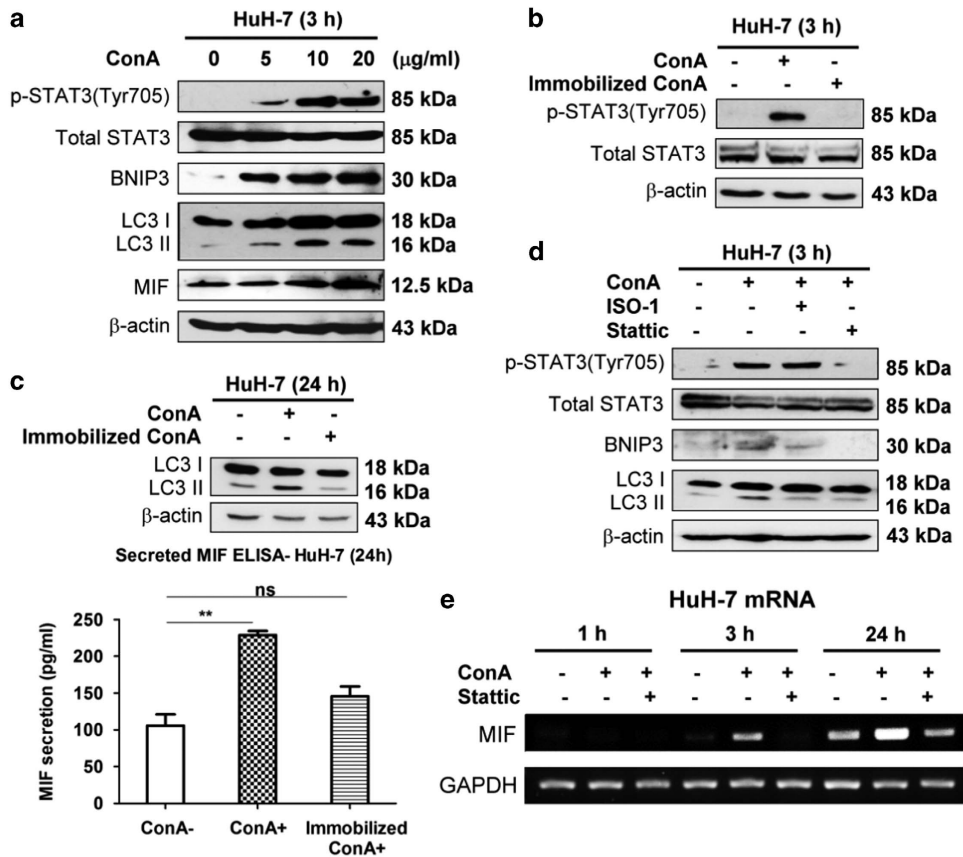 a
HuH-7 (3 h)
ConA 0 5 10 20 (μg/ml)
p-STAT3(Tyr705) 85 kDa
Total STAT3 85 kDa
BNIP3 30 kDa
LC3 I 18 kDa
LC3 II 16 kDa
MIF 12.5 kDa
β-actin 43 kDa
b
HuH-7 (3 h)
ConA - + -
Immobilized ConA - - +
p-STAT3(Tyr705) 85 kDa
Total STAT3 85 kDa
β-actin 43 kDa
c
HuH-7 (24 h)
ConA - + -
Immobilized ConA - - +
LC3 I 18 kDa
LC3 II 16 kDa
β-actin 43 kDa
Secreted MIF ELISA- HuH-7 (24h)
ns
**
MIF secretion (pg/ml)
250
200
150
100
50
0
ConA- ConA+ Immobilized
ConA+
d
HuH-7 (3 h)
ConA - + + +
ISO-1 - - + -
Stattic - - - +
p-STAT3(Tyr705) 85 kDa
Total STAT3 85 kDa
BNIP3 30 kDa
LC3 I 18 kDa
LC3 II 16 kDa
β-actin 43 kDa
e
HuH-7 mRNA
1 h 3 h 24 h
ConA - + + - + + - + +
Stattic - - + - - + - - +
MIF
GAPDH